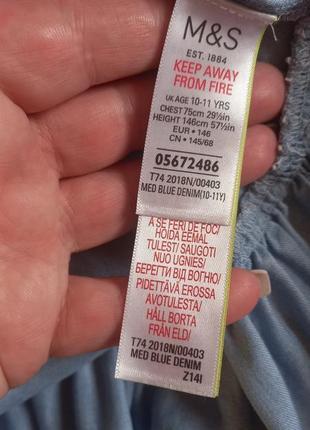 M&S
EST. 1884
KEEP AWAY
FROM FIRE
UK AGE 10-11 YRS
CHEST 75cm 29½in
HEIGHT 146cm 57½in
EUR • 146
CN • 145/68
05672486
T74 2018N/00403
MED BLUE DENIM(10-11Y)
A SE FERI DE FOC/
HOIDA EEMAL
TULEST/ SAUGOTI
NUO UGNIES/
БЕРЕГТИ ВІД ВОГНЮ/
PIDETTÄVÄ EROSSA
AVOTULESTA/
HÅLL BORTA
FRÅN ELD/
T74 2018N/00403
MED BLUE DENIM
Z14I